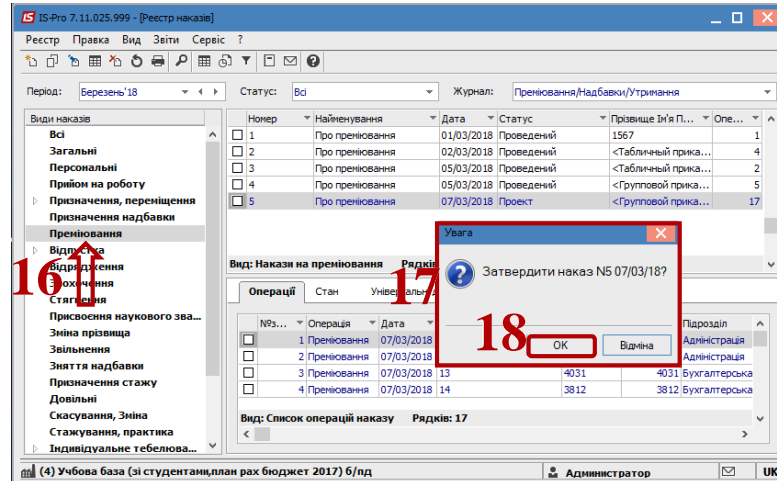 IS-Pro 7.11.025.999 - [Реєстр наказів]
Реєстр Правка Вид Звіти Сервіс ?
Період: Березень'18 Статус: Всі Журнал: Преміювання/Надбавки/Утримання
Види наказів
Всі
Загальні
Персональні
Прийом на роботу
Призначення, переміщення
Призначення надбавки
Преміювання
Відпустка
Відрядження
Заохочення
Стягнення
Присвоєння наукового зва...
Зміна прізвища
Звільнення
Зняття надбавки
Призначення стажу
Довільні
Скасування, Зміна
Стажування, практика
Індивідуальне тебелюва...
16
Номер Найменування Дата Статус Прізвище Ім'я П... Опе...
1 Про преміювання 01/03/2018 Проведений 1567 1
2 Про преміювання 02/03/2018 Проведений <Табличный прика... 4
3 Про преміювання 05/03/2018 Проведений <Табличный прика... 2
4 Про преміювання 05/03/2018 Проведений <Групповой прика... 5
5 Про преміювання 07/03/2018 Проект <Групповой прика... 17
Вид: Накази на преміювання Рядків
17
Увага
Затвердити наказ N5 07/03/18?
18
OK Відміна
Операції Стан
№з... Операція Дата Підрозділ
1 Преміювання 07/03/2018 Адміністрація
2 Преміювання 07/03/2018 Адміністрація
3 Преміювання 07/03/2018 13 4031 4031 Бухгалтерська
4 Преміювання 07/03/2018 14 3812 3812 Бухгалтерська
Вид: Список операцій наказу Рядків: 17
(4) Учбова база (зі студентами,план рах бюджет 2017) б/пд Администратор UK